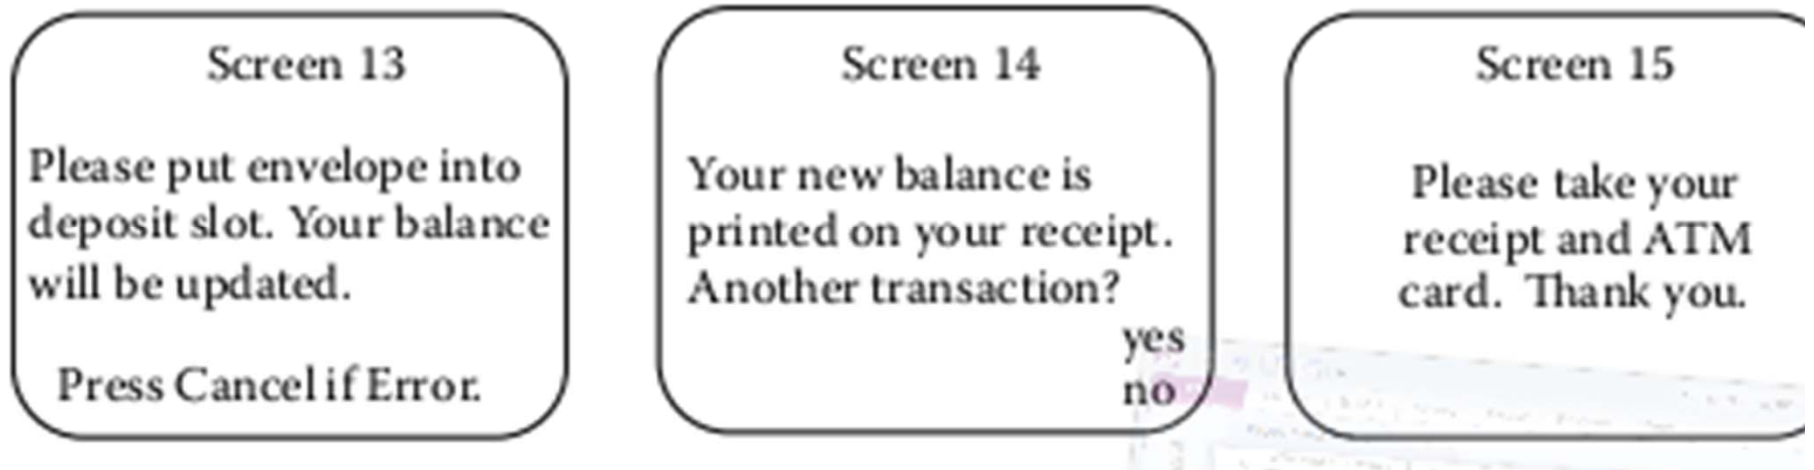 Screen 13
Please put envelope into
deposit slot. Your balance
will be updated.
Press Cancel if Error.
Screen 14
Your new balance is
printed on your receipt.
Another transaction?
yes
no
Screen 15
Please take your
receipt and ATM
card. Thank you.